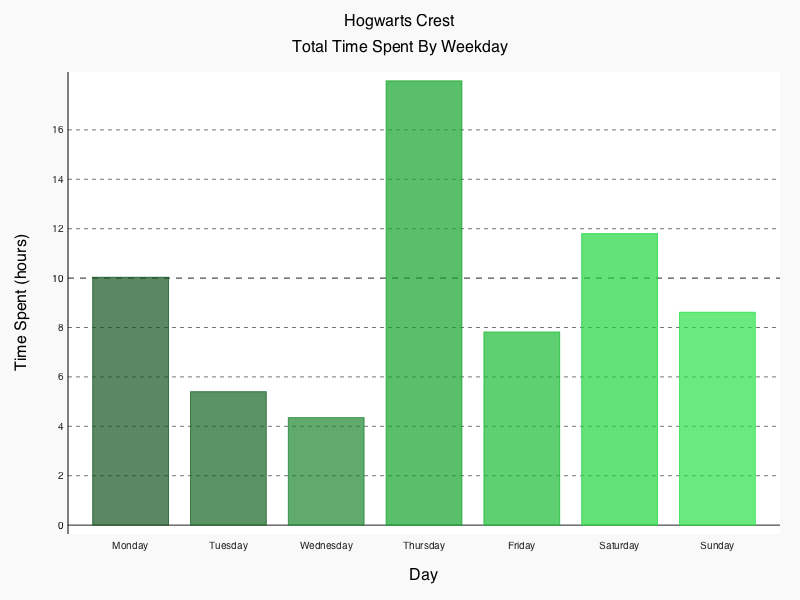 Hogwarts Crest
Total Time Spent By Weekday
Time Spent (hours)
16
14
12
10
8
6
4
2
0
Monday Tuesday Wednesday Thursday Friday Saturday Sunday
Day